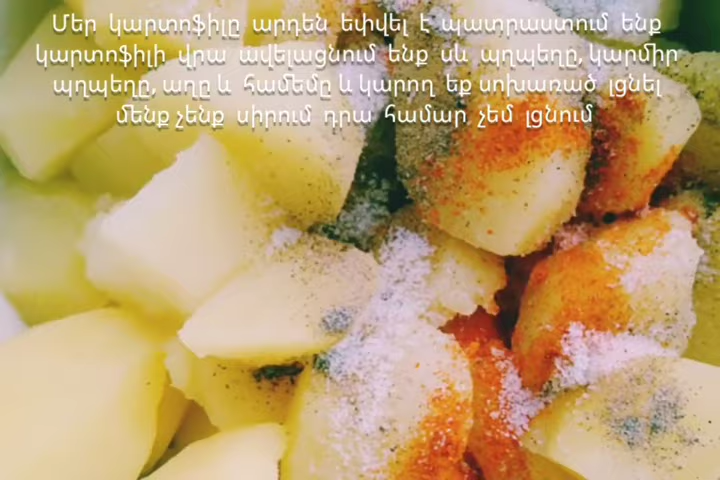 Մեր կարտոֆիլը արդեն եփվել է պատրաստում ենք
կարտոֆիլի վրա ավելացնում ենք սև պղպեղը, կարմիր
պղպեղը, աղը և համեմը և կարող եք սոխառած լցնել
մենք չենք սիրում դրա համար չեմ լցնում